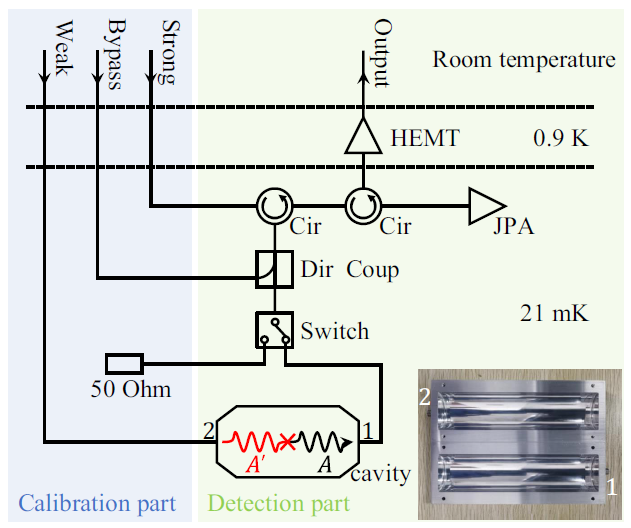 Weak
Bypass
Strong
Output
Room temperature
HEMT
0.9 K
Cir
Cir
JPA
Dir Coup
21 mK
Switch
50 Ohm
2
1
A′
A
cavity
2
1
Calibration part
Detection part